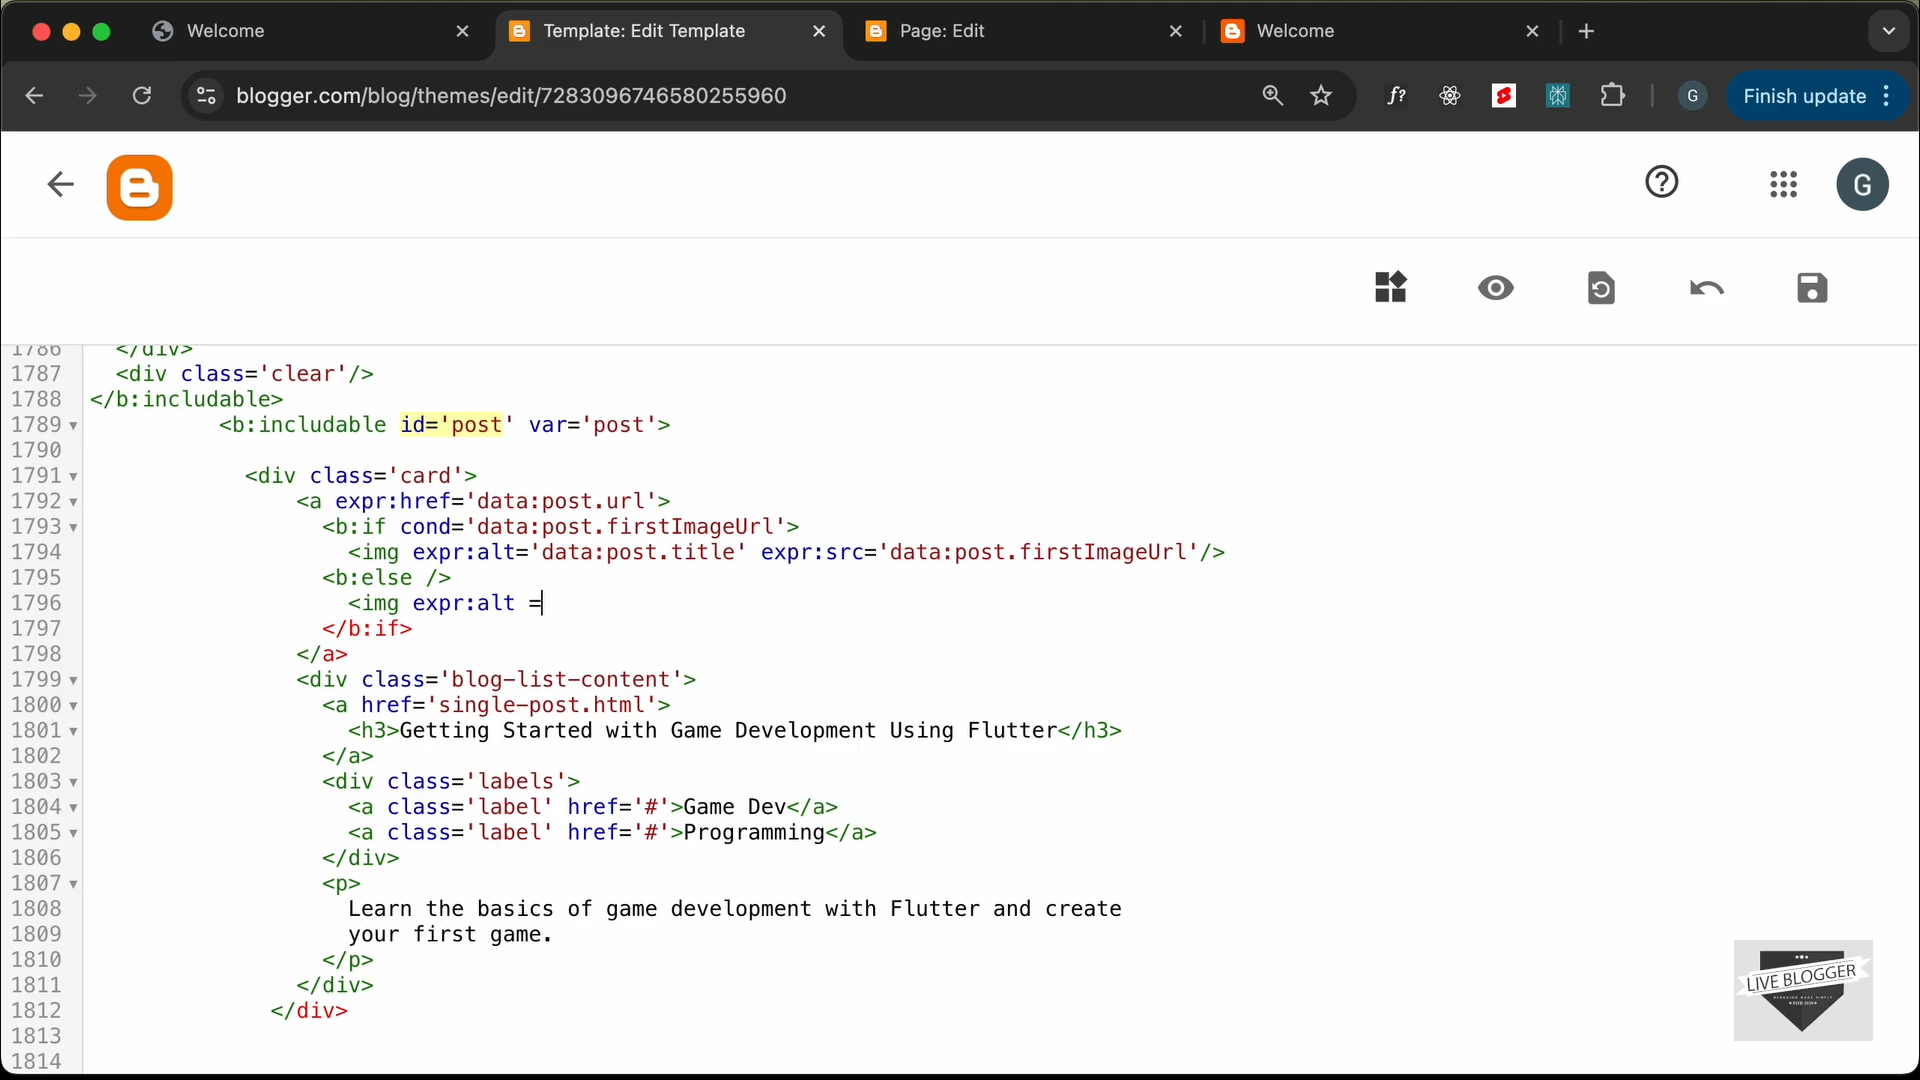 Welcome
Template: Edit Template
Page: Edit
Welcome
blogger.com/blog/themes/edit/7283096746580255960
f?
G
Finish update
G
1786 </div>
1787 <div class='clear'/>
1788 </b:includable>
1789 <b:includable id='post' var='post'>
1790
1791 <div class='card'>
1792 <a expr:href='data:post.url'>
1793 <b:if cond='data:post.firstImageUrl'>
1794 <img expr:alt='data:post.title' expr:src='data:post.firstImageUrl'/>
1795 <b:else />
1796 <img expr:alt =
1797 </b:if>
1798 </a>
1799 <div class='blog-list-content'>
1800 <a href='single-post.html'>
1801 <h3>Getting Started with Game Development Using Flutter</h3>
1802 </a>
1803 <div class='labels'>
1804 <a class='label' href='#'>Game Dev</a>
1805 <a class='label' href='#'>Programming</a>
1806 </div>
1807 <p>
1808 Learn the basics of game development with Flutter and create
1809 your first game.
1810 </p>
1811 </div>
1812 </div>
1813
1814
LIVE BLOGGER